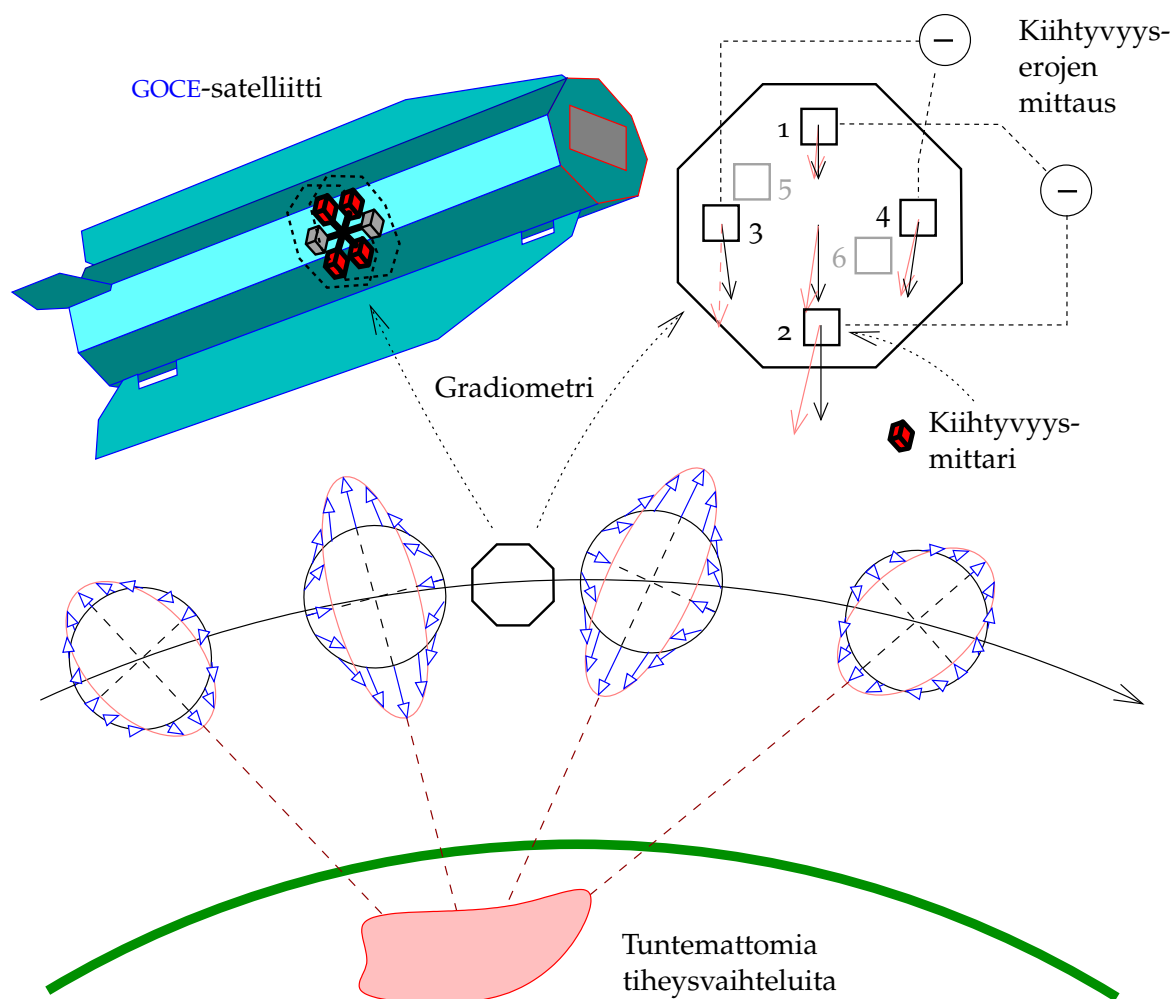 GOCE-satelliitti
Kiihtyvyys-
erojen
mittaus
−
−
1
5
3
4
6
2
Gradiometri
Kiihtyvyys-
mittari
Tuntemattomia
tiheysvaihteluita